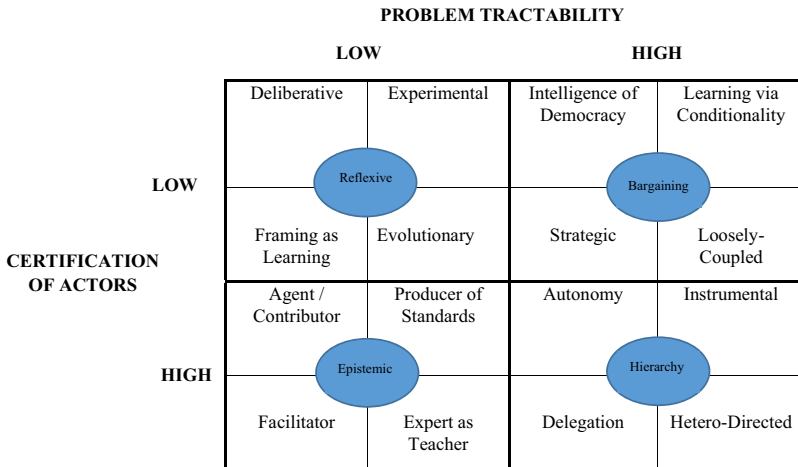 PROBLEM TRACTABILITY
LOW
HIGH
Deliberative
Experimental
Intelligence of
Democracy
Learning via
Conditionality
LOW
Reflexive
Bargaining
Framing as
Learning
Evolutionary
Strategic
Loosely-
Coupled
CERTIFICATION
OF ACTORS
Agent /
Contributor
Producer of
Standards
Autonomy
Instrumental
HIGH
Epistemic
Hierarchy
Facilitator
Expert as
Teacher
Delegation
Hetero-Directed